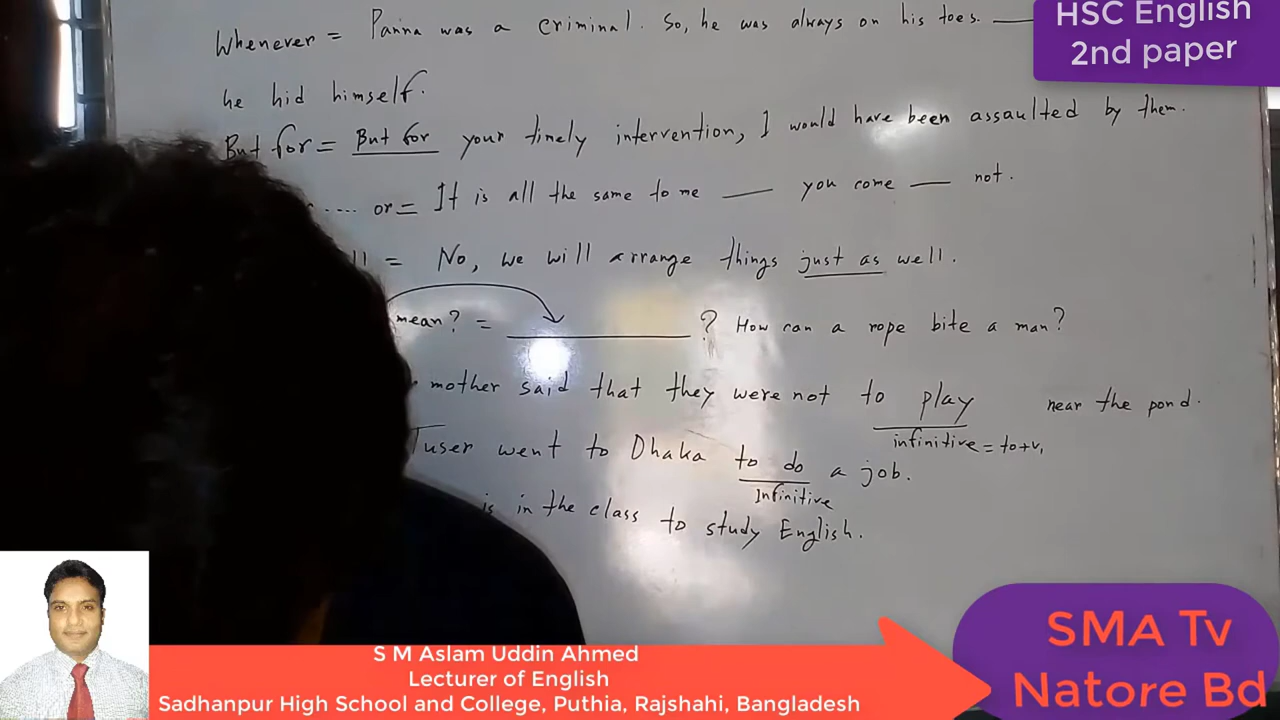 Whenever = Panna was a criminal. So, he was always on his toes. ___
he hid himself.
But for = But for your timely intervention, I would have been assaulted by them.
.... or = It is all the same to me ___ you come ___ not.
= No, we will arrange things just as well.
mean? = ___ ? How can a rope bite a man?
mother said that they were not to play near the pond.
infinitive = to+v1
Tuser went to Dhaka to do a job.
Infinitive
is in the class to study English.
HSC English
2nd paper
S M Aslam Uddin Ahmed
Lecturer of English
Sadhanpur High School and College, Puthia, Rajshahi, Bangladesh
SMA Tv
Natore Bd